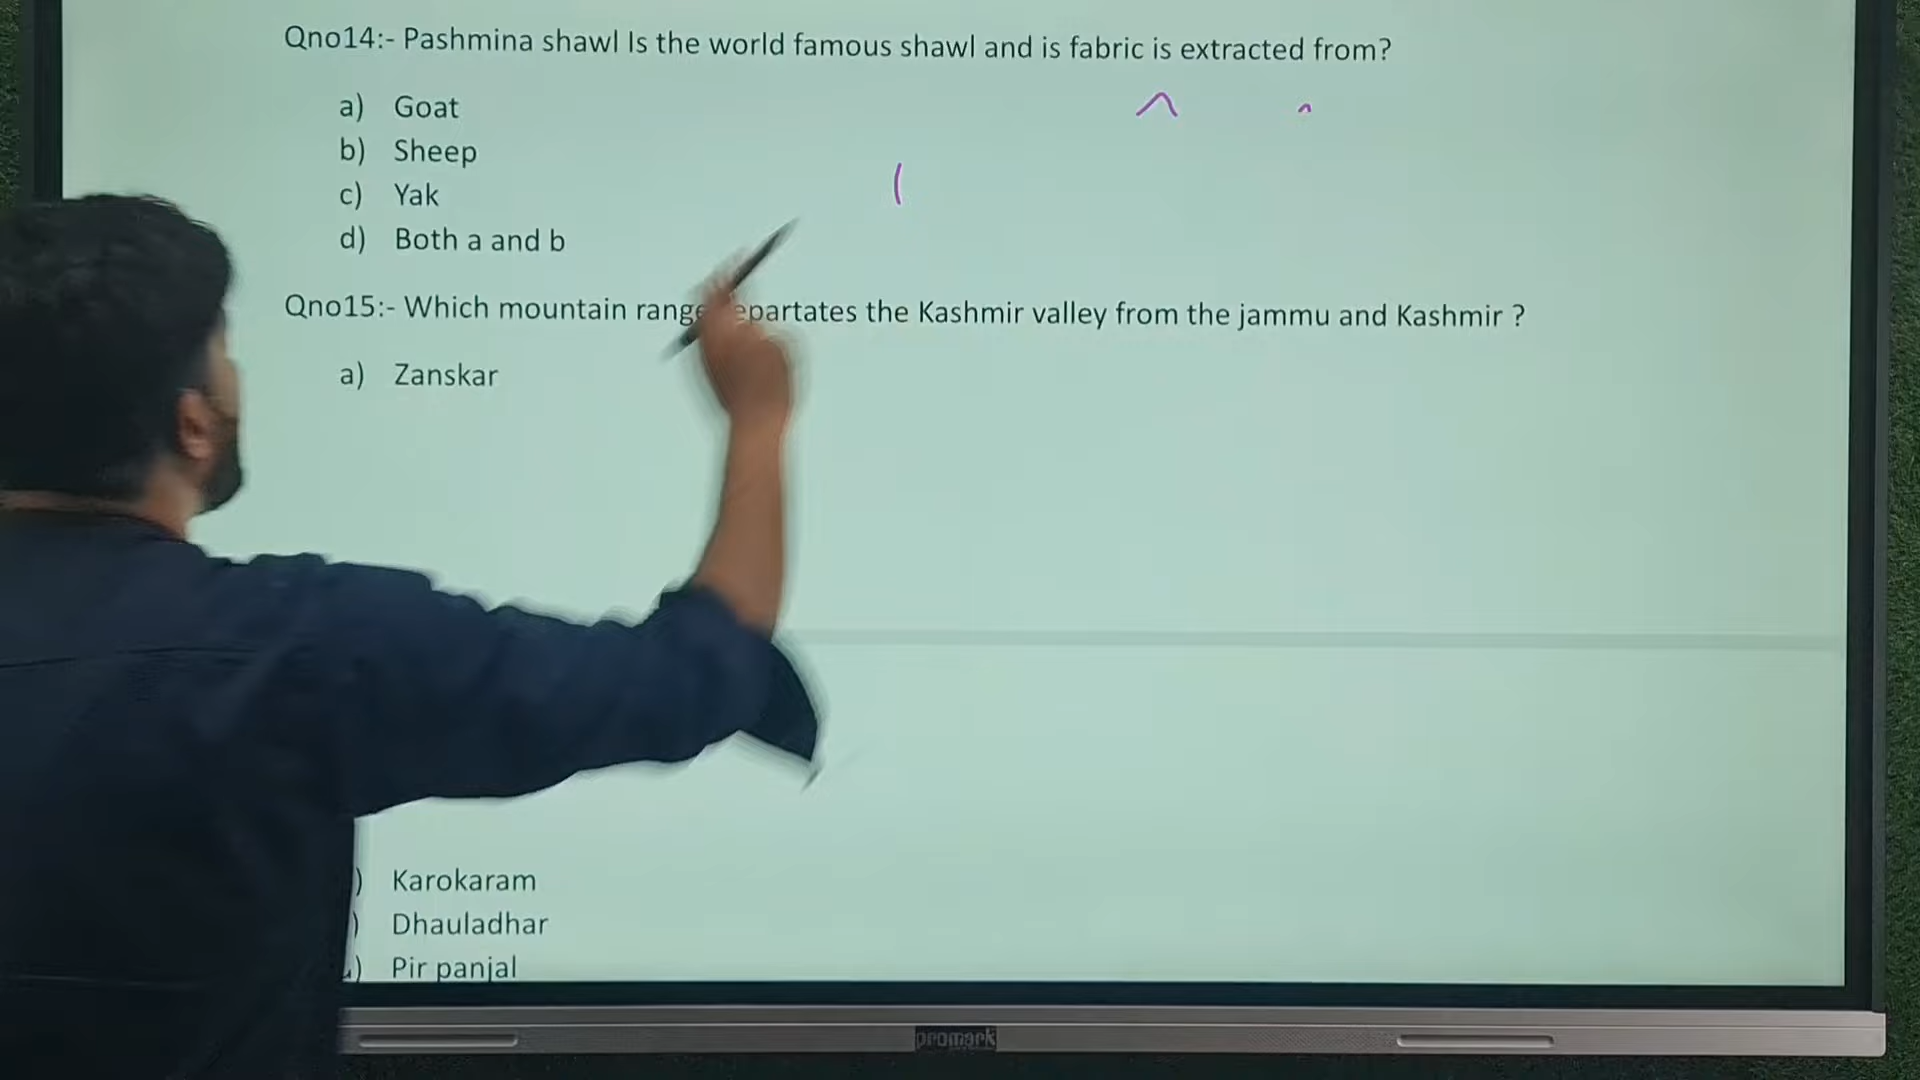 Qno14:- Pashmina shawl Is the world famous shawl and is fabric is extracted from?
a) Goat
b) Sheep
c) Yak
d) Both a and b
Qno15:- Which mountain range epartates the Kashmir valley from the jammu and Kashmir ?
a) Zanskar
) Karokaram
) Dhauladhar
) Pir panjal
promark